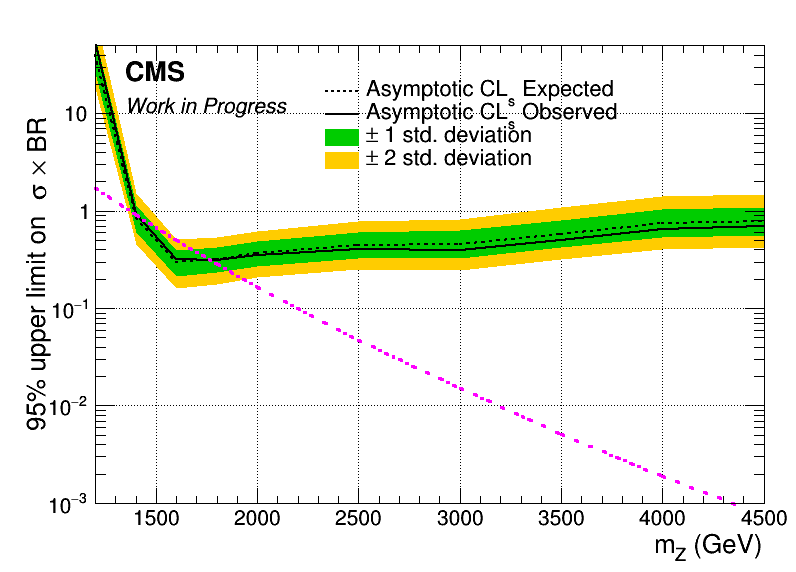 CMS
Work in Progress
Asymptotic CLs Expected
Asymptotic CLs Observed
± 1 std. deviation
± 2 std. deviation
95% upper limit on σ × BR
10
1
10−1
10−2
10−3
1500 2000 2500 3000 3500 4000 4500
mZ (GeV)